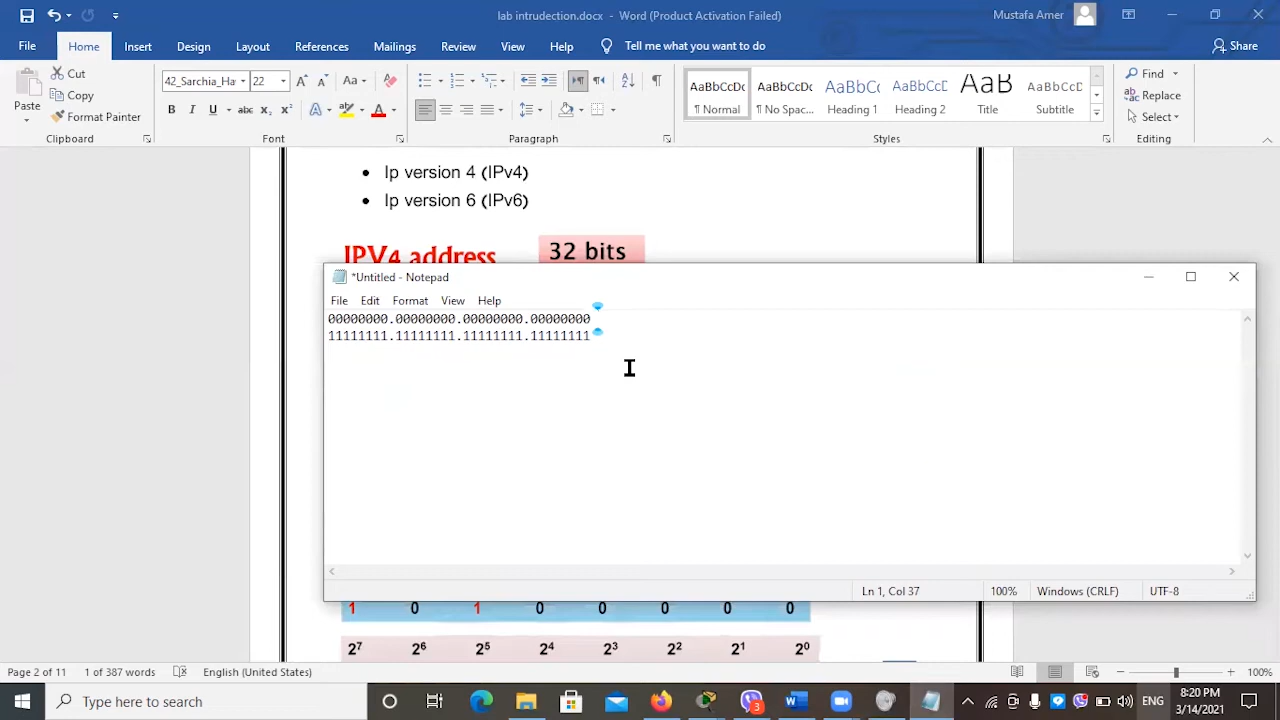 lab intrudection.docx - Word (Product Activation Failed)
Mustafa Amer
File Home Insert Design Layout References Mailings Review View Help Tell me what you want to do
Share
Paste
Cut
Copy
Format Painter
Clipboard
42_Sarchia_Ha 22
Font
Paragraph
AaBbCcDc AaBbCcDc AaBbCc AaBbCcD AaB AaBbCcD
¶ Normal ¶ No Spac... Heading 1 Heading 2 Title Subtitle
Styles
Find
Replace
Select
Editing
• Ip version 4 (IPv4)
• Ip version 6 (IPv6)
IPV4 address 32 bits
*Untitled - Notepad
File Edit Format View Help
00000000.00000000.00000000.00000000
11111111.11111111.11111111.11111111
Ln 1, Col 37 100% Windows (CRLF) UTF-8
1 0 1 0 0 0 0 0
2⁷ 2⁶ 2⁵ 2⁴ 2³ 2² 2¹ 2⁰
Page 2 of 11 1 of 387 words English (United States) 100%
Type here to search
3
ENG
8:20 PM
3/14/2021